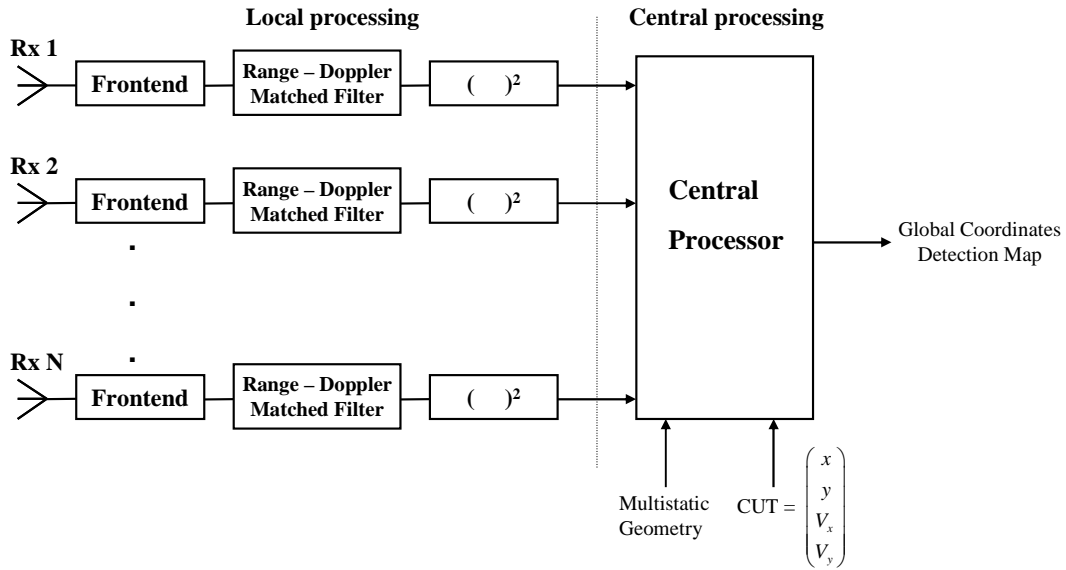 Local processing
Central processing
Rx 1
Frontend
Range – Doppler
Matched Filter
( )²
Rx 2
Frontend
Range – Doppler
Matched Filter
( )²
Central
Processor
Global Coordinates
Detection Map
Rx N
Frontend
Range – Doppler
Matched Filter
( )²
Multistatic
Geometry
CUT =
x
y
Vₓ
V_y